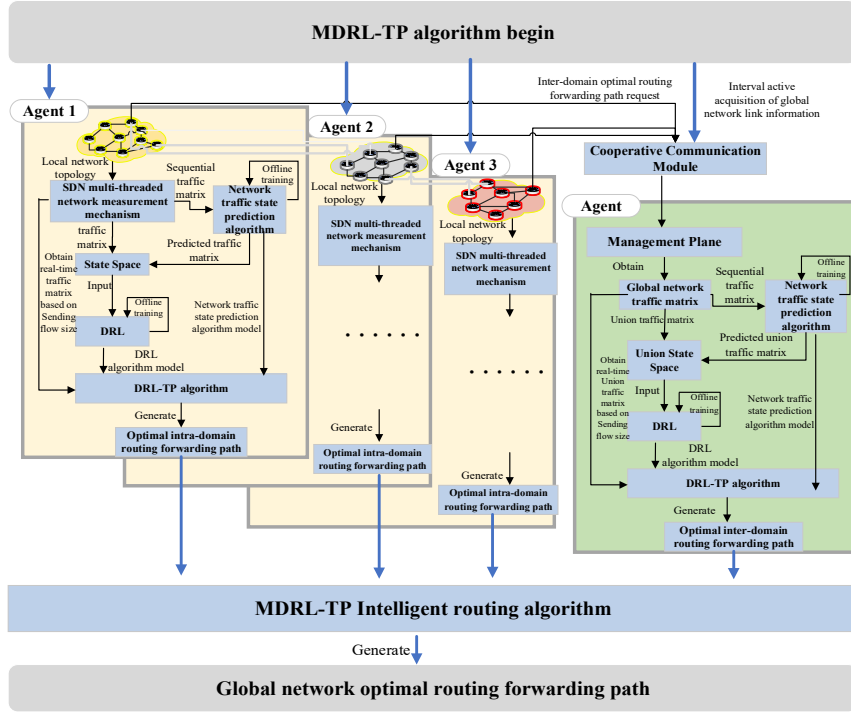 MDRL-TP algorithm begin
Inter-domain optimal routing
forwarding path request
Interval active
acquisition of global
network link information
Agent 1
Local network
topology
SDN multi-threaded
network measurement
mechanism
Sequential
traffic
matrix
Offline
training
Network
traffic state
prediction
algorithm
traffic
matrix
Predicted traffic
matrix
State Space
Obtain
real-time
traffic
matrix
based on
Sending
flow size
Input
Offline
training
DRL
Network traffic
state prediction
algorithm model
DRL
algorithm model
DRL-TP algorithm
Generate
Optimal intra-domain
routing forwarding path
Agent 2
Local network
topology
SDN multi-threaded
network measurement
mechanism
......
Generate
Optimal intra-domain
routing forwarding path
Agent 3
Local network
topology
SDN multi-threaded
network measurement
mechanism
......
Generate
Optimal intra-domain
routing forwarding path
Cooperative Communication
Module
Agent
Management Plane
Obtain
Global network
traffic matrix
Sequential
traffic
matrix
Offline
training
Network
traffic state
prediction
algorithm
Union traffic matrix
Predicted union
traffic matrix
Union State
Space
Obtain real-time
Union
traffic
matrix
based on
Sending
flow size
Input
Offline
training
DRL
Network traffic
state prediction
algorithm model
DRL
algorithm model
DRL-TP algorithm
Generate
Optimal inter-domain
routing forwarding path
MDRL-TP Intelligent routing algorithm
Generate
Global network optimal routing forwarding path